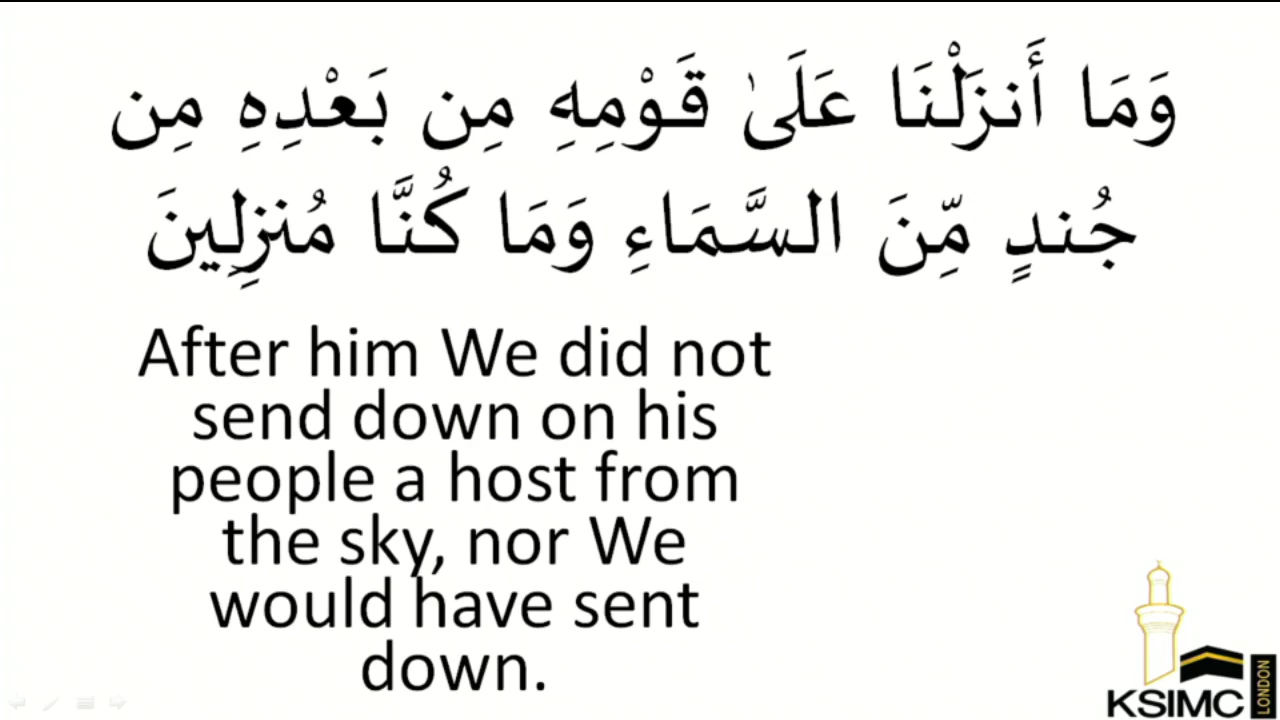 وَمَا أَنزَلْنَا عَلَىٰ قَوْمِهِ مِن بَعْدِهِ مِن
جُندٍ مِّنَ السَّمَاءِ وَمَا كُنَّا مُنزِلِينَ
After him We did not
send down on his
people a host from
the sky, nor We
would have sent
down.
KSIMC
LONDON